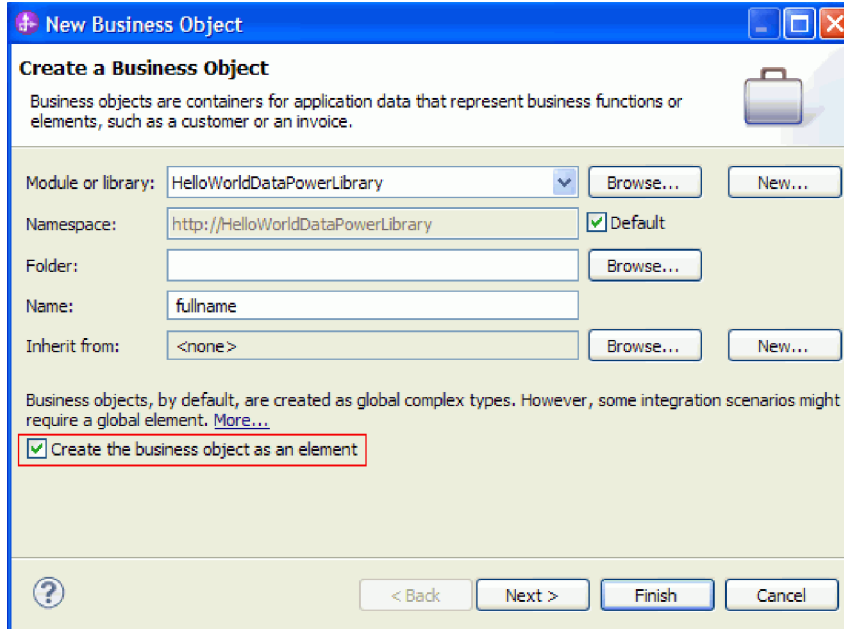 New Business Object
Create a Business Object
Business objects are containers for application data that represent business functions or
elements, such as a customer or an invoice.
Module or library: HelloWorldDataPowerLibrary Browse... New...
Namespace: http://HelloWorldDataPowerLibrary Default
Folder: Browse...
Name: fullname
Inherit from: <none> Browse... New...
Business objects, by default, are created as global complex types. However, some integration scenarios might
require a global element. More...
Create the business object as an element
? < Back Next > Finish Cancel